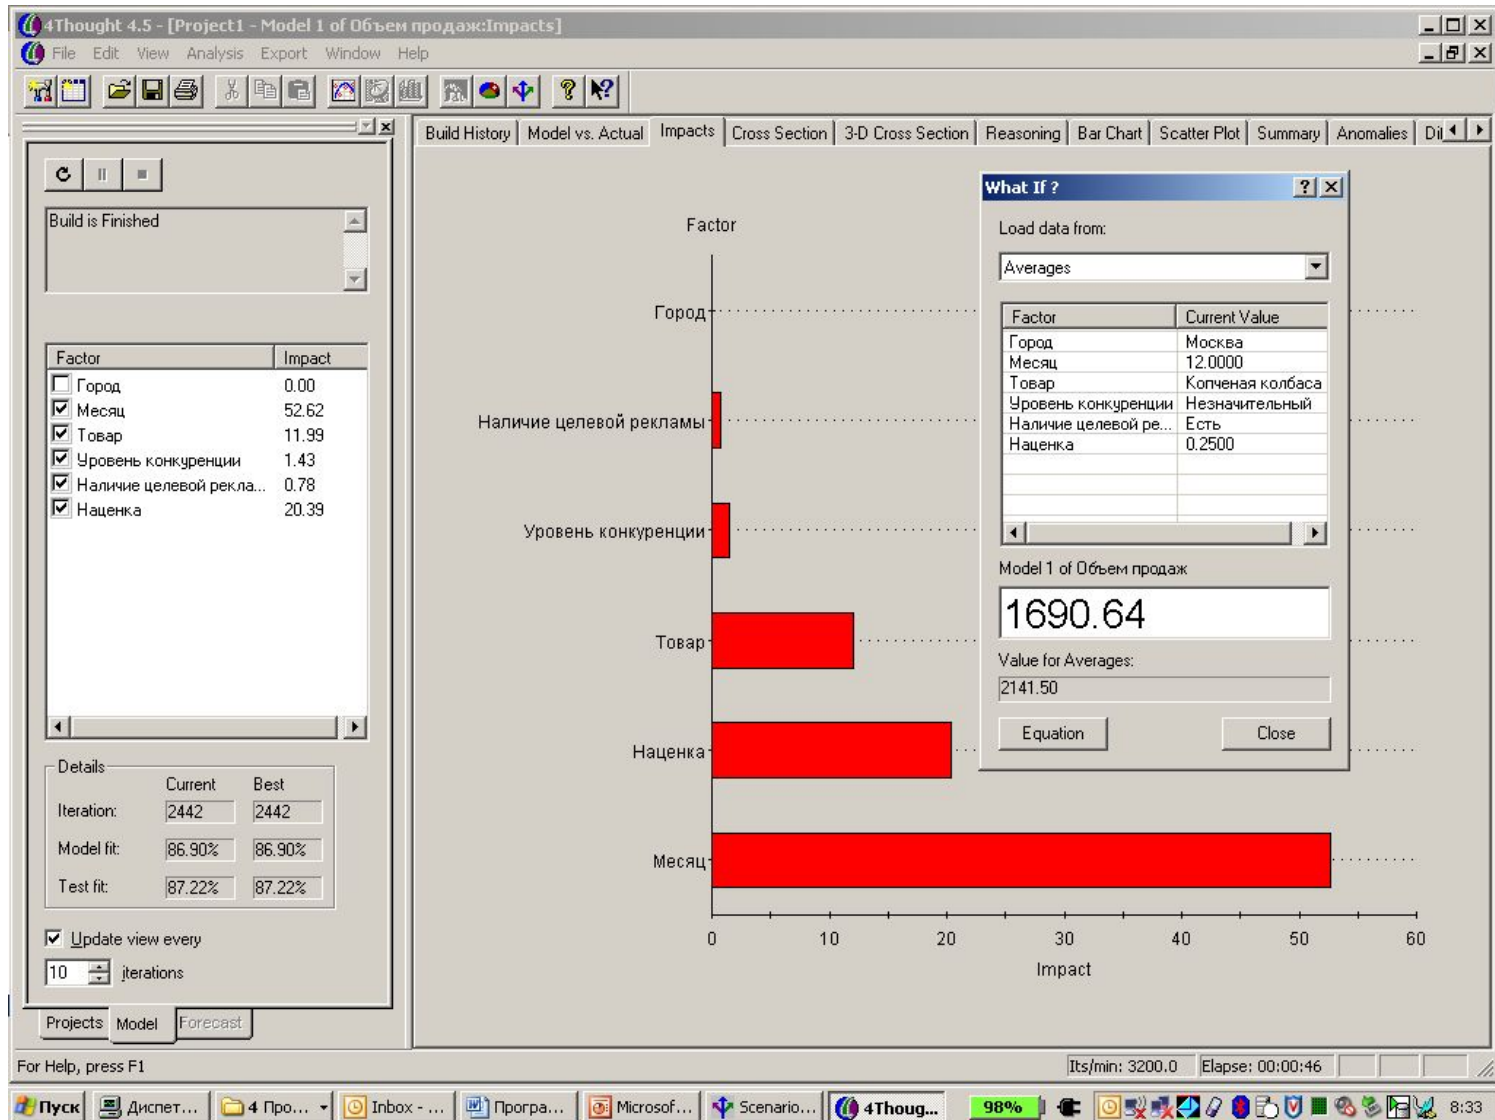 4Thought 4.5 - [Project1 - Model 1 of Объем продаж:Impacts]
File Edit View Analysis Export Window Help
Build History Model vs. Actual Impacts Cross Section 3-D Cross Section Reasoning Bar Chart Scatter Plot Summary Anomalies
Build is Finished
Factor Impact
Город 0.00
Месяц 52.62
Товар 11.99
Уровень конкуренции 1.43
Наличие целевой рекла... 0.78
Наценка 20.39
Details
Current Best
Iteration: 2442 2442
Model fit: 86.90% 86.90%
Test fit: 87.22% 87.22%
Update view every
10 iterations
Projects Model Forecast
Factor
Город
Наличие целевой рекламы
Уровень конкуренции
Товар
Наценка
Месяц
0 10 20 30 40 50 60
Impact
What If ?
Load data from:
Averages
Factor Current Value
Город Москва
Месяц 12.0000
Товар Копченая колбаса
Уровень конкуренции Незначительный
Наличие целевой ре... Есть
Наценка 0.2500
Model 1 of Объем продаж
1690.64
Value for Averages:
2141.50
Equation Close
For Help, press F1
Its/min: 3200.0 Elapse: 00:00:46
Пуск Диспет... 4 Про... Inbox - ... Програ... Microsof... Scenario... 4Thoug... 98% 8:33